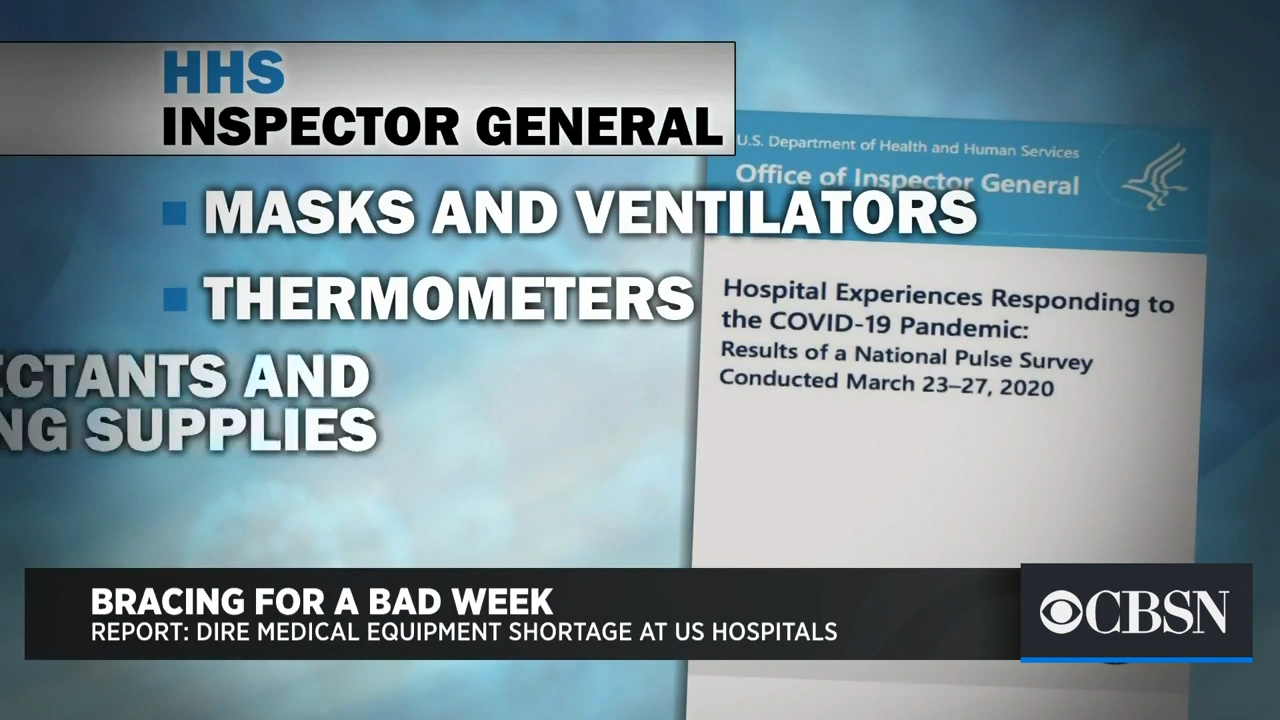 HHS
INSPECTOR GENERAL
MASKS AND VENTILATORS
THERMOMETERS
ECTANTS AND
NG SUPPLIES
U.S. Department of Health and Human Services
Office of Inspector General
Hospital Experiences Responding to
the COVID-19 Pandemic:
Results of a National Pulse Survey
Conducted March 23–27, 2020
BRACING FOR A BAD WEEK
REPORT: DIRE MEDICAL EQUIPMENT SHORTAGE AT US HOSPITALS
CBSN